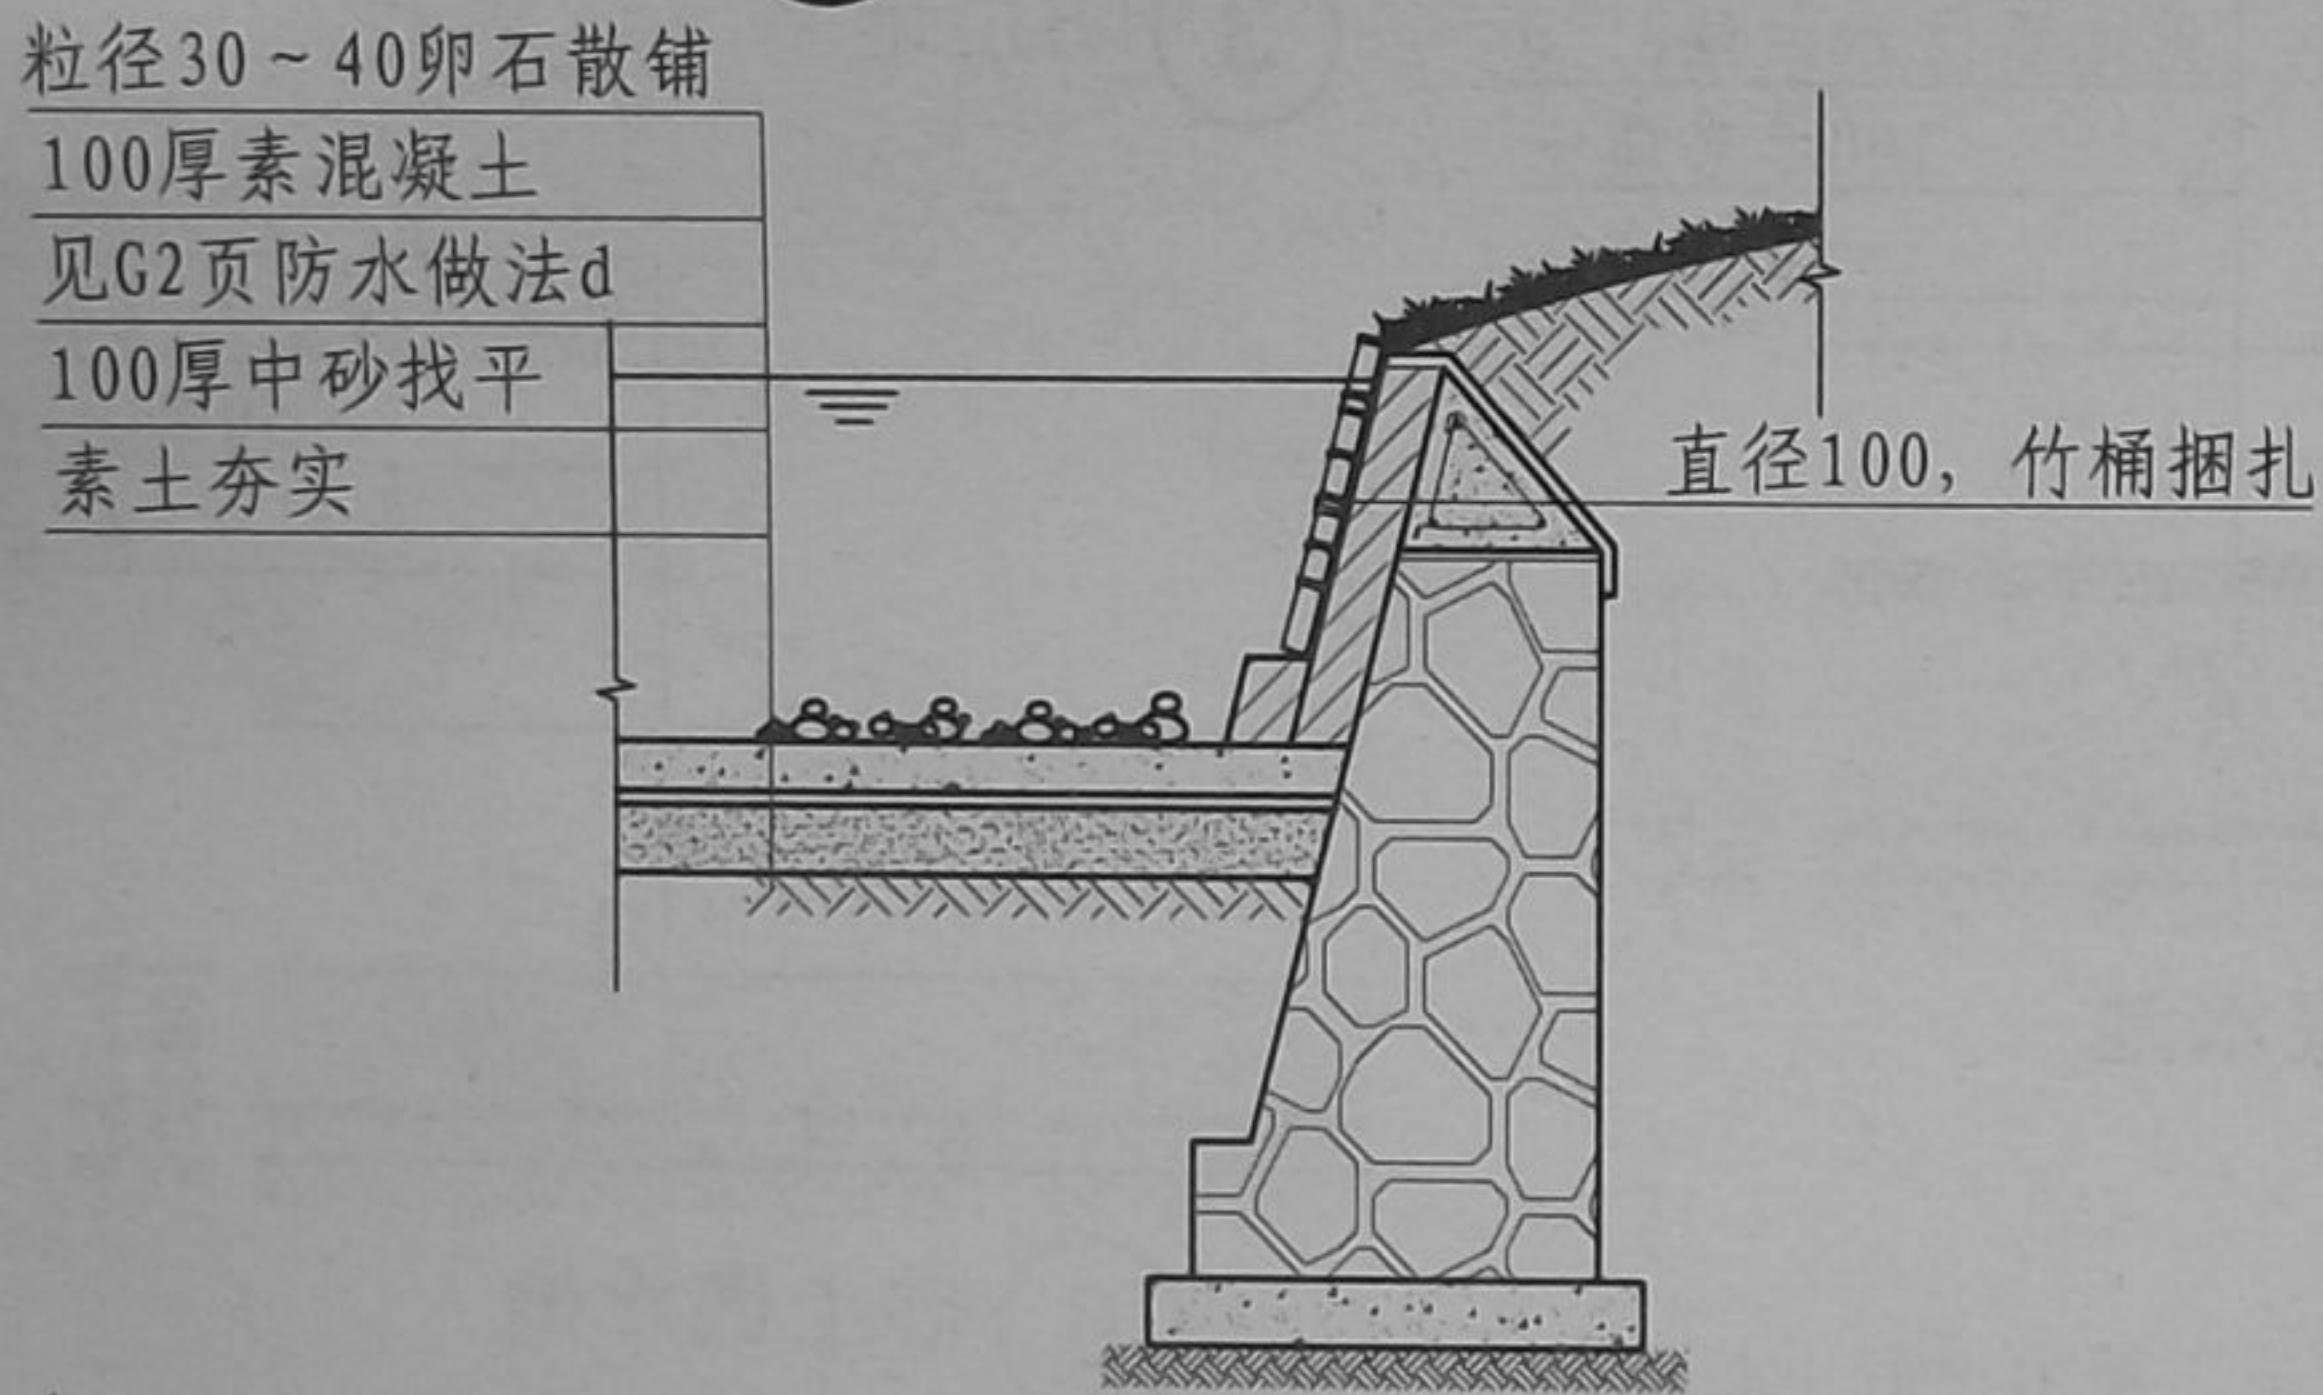 粒径30~40卵石散铺
100厚素混凝土
见G2页防水做法d
100厚中砂找平
素土夯实
直径100, 竹桶捆扎